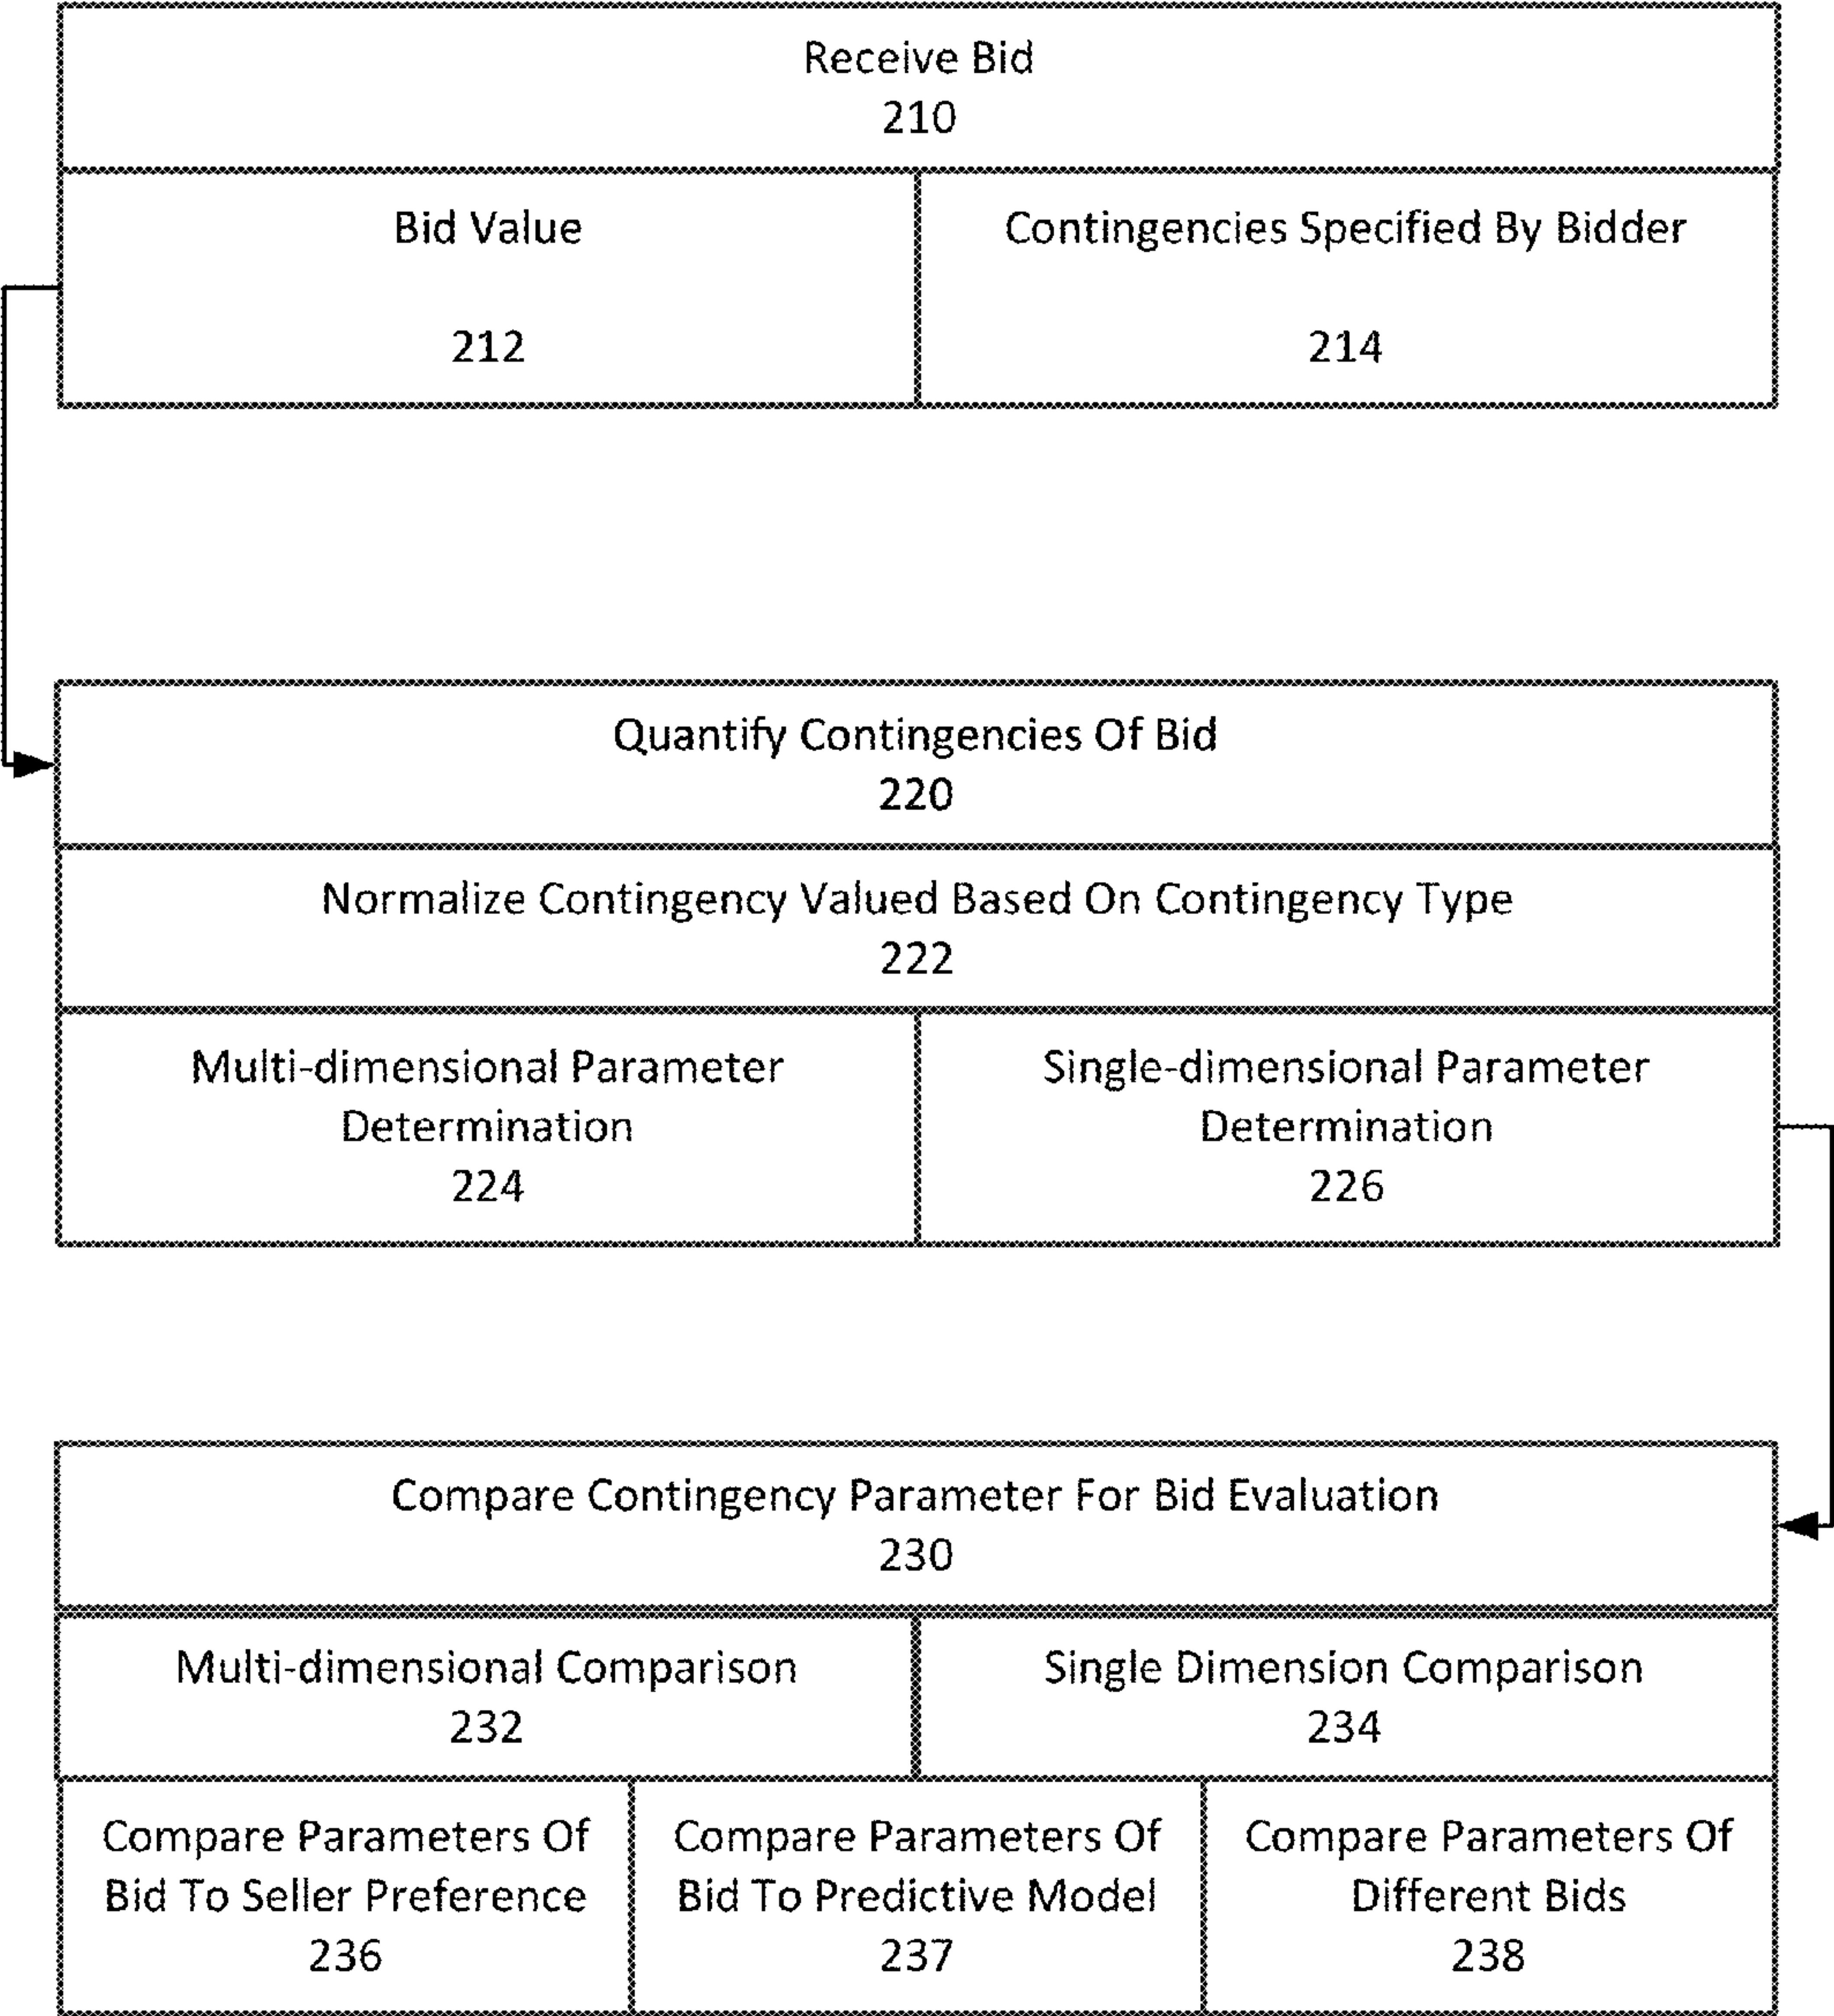 Receive Bid
210
Bid Value
212
Contingencies Specified By Bidder
214
Quantify Contingencies Of Bid
220
Normalize Contingency Valued Based On Contingency Type
222
Multi-dimensional Parameter
Determination
224
Single-dimensional Parameter
Determination
226
Compare Contingency Parameter For Bid Evaluation
230
Multi-dimensional Comparison
232
Single Dimension Comparison
234
Compare Parameters Of
Bid To Seller Preference
236
Compare Parameters Of
Bid To Predictive Model
237
Compare Parameters Of
Different Bids
238